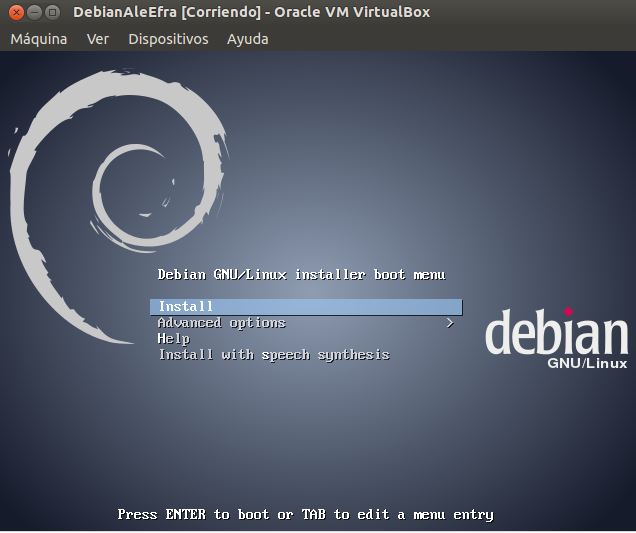 DebianAleEfra [Corriendo] - Oracle VM VirtualBox
Máquina Ver Dispositivos Ayuda
Debian GNU/Linux installer boot menu
Install
Advanced options >
Help
Install with speech synthesis
debian
GNU/Linux
Press ENTER to boot or TAB to edit a menu entry